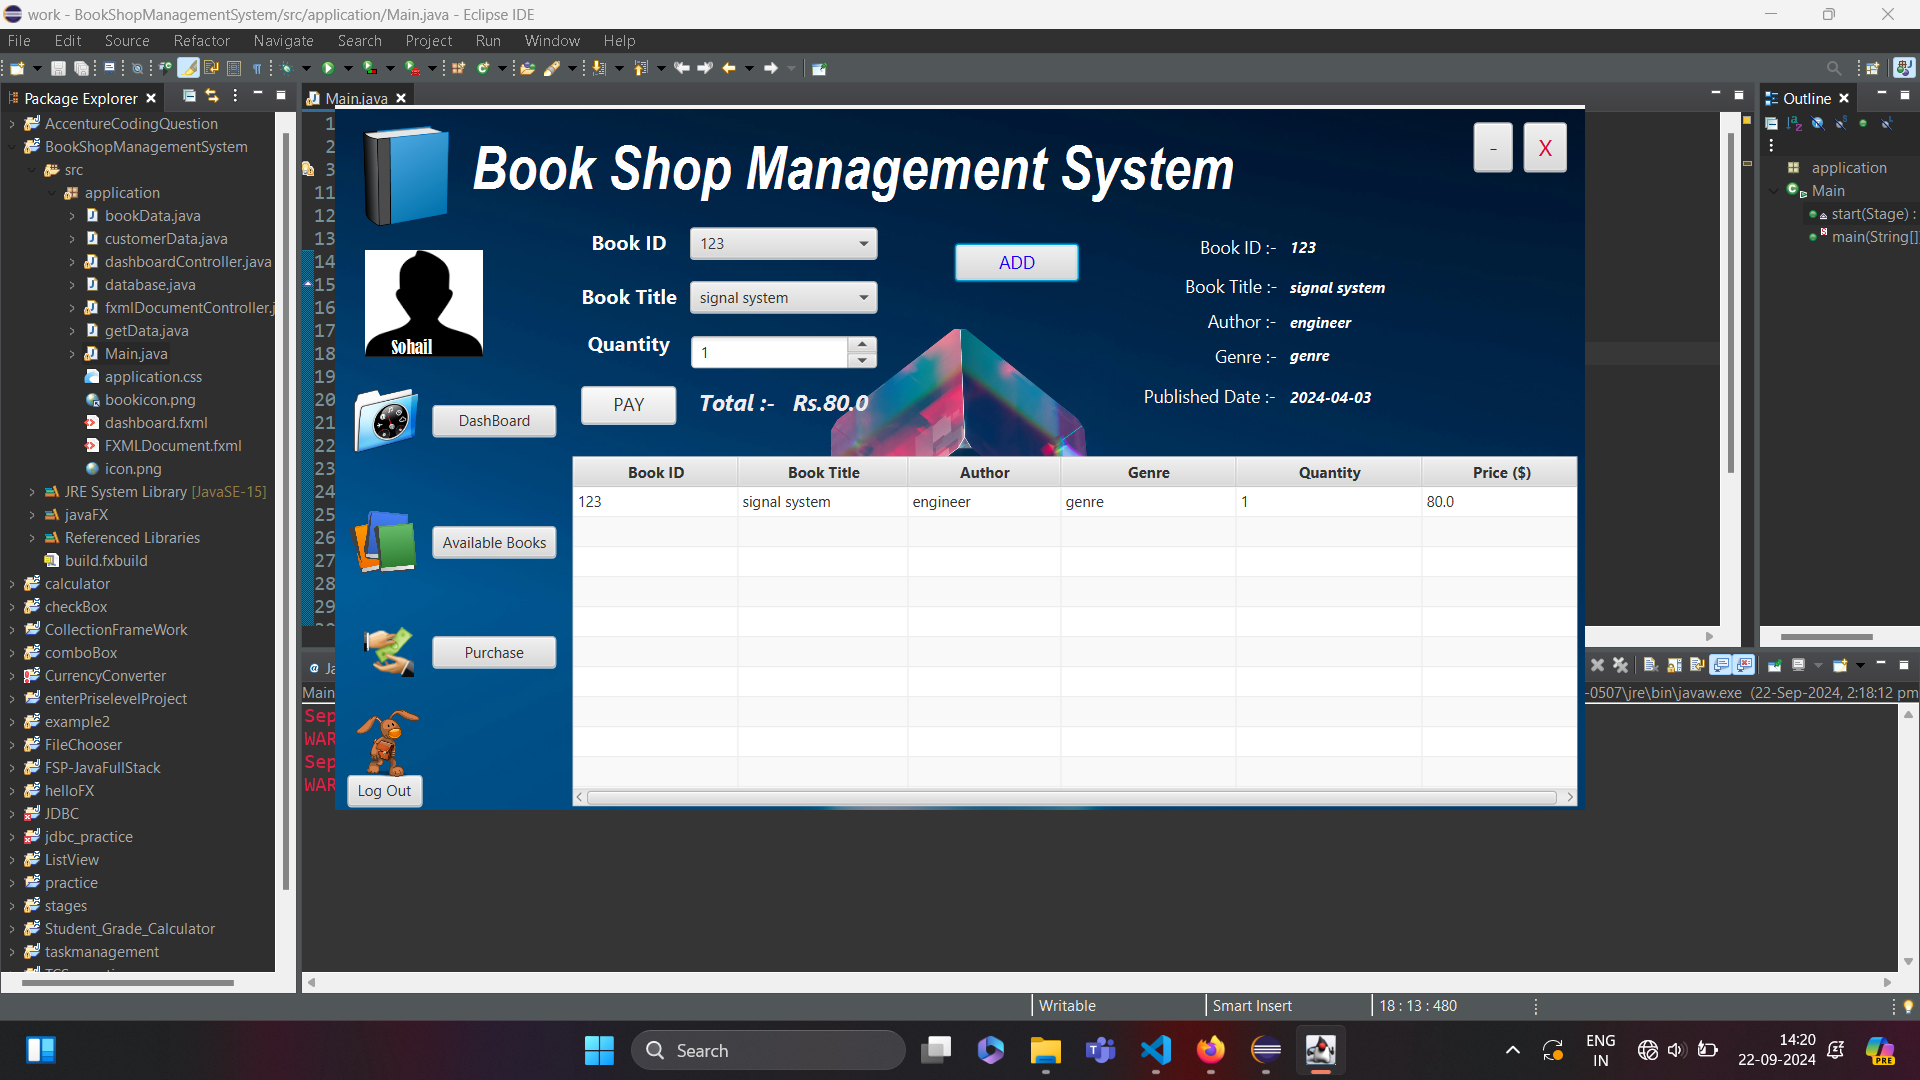 work - BookShopManagementSystem/src/application/Main.java - Eclipse IDE
File Edit Source Refactor Navigate Search Project Run Window Help
Package Explorer
AccentureCodingQuestion
BookShopManagementSystem
src
application
bookData.java
customerData.java
dashboardController.java
database.java
fxmlDocumentController.j
getData.java
Main.java
application.css
bookicon.png
dashboard.fxml
FXMLDocument.fxml
icon.png
JRE System Library [JavaSE-15]
javaFX
Referenced Libraries
build.fxbuild
calculator
checkBox
CollectionFrameWork
comboBox
CurrencyConverter
enterPriselevelProject
example2
FileChooser
FSP-JavaFullStack
helloFX
JDBC
jdbc_practice
ListView
practice
stages
Student_Grade_Calculator
taskmanagement
Main.java
1
2
3
11
12
13
14
15
16
17
18
19
20
21
22
23
24
25
26
27
28
29
Book Shop Management System
- X
Sohail
DashBoard
Available Books
Purchase
Log Out
Book ID 123
Book Title signal system
Quantity 1
ADD
PAY Total :- Rs.80.0
Book ID :- 123
Book Title :- signal system
Author :- engineer
Genre :- genre
Published Date :- 2024-04-03
Book ID Book Title Author Genre Quantity Price ($)
123 signal system engineer genre 1 80.0
Outline
application
Main
start(Stage) :
main(String[]
@ Ja
Main
-0507\jre\bin\javaw.exe (22-Sep-2024, 2:18:12 pm
Sep
WAR
Sep
WAR
Writable Smart Insert 18 : 13 : 480
Search
PRE
ENG
IN
14:20
22-09-2024